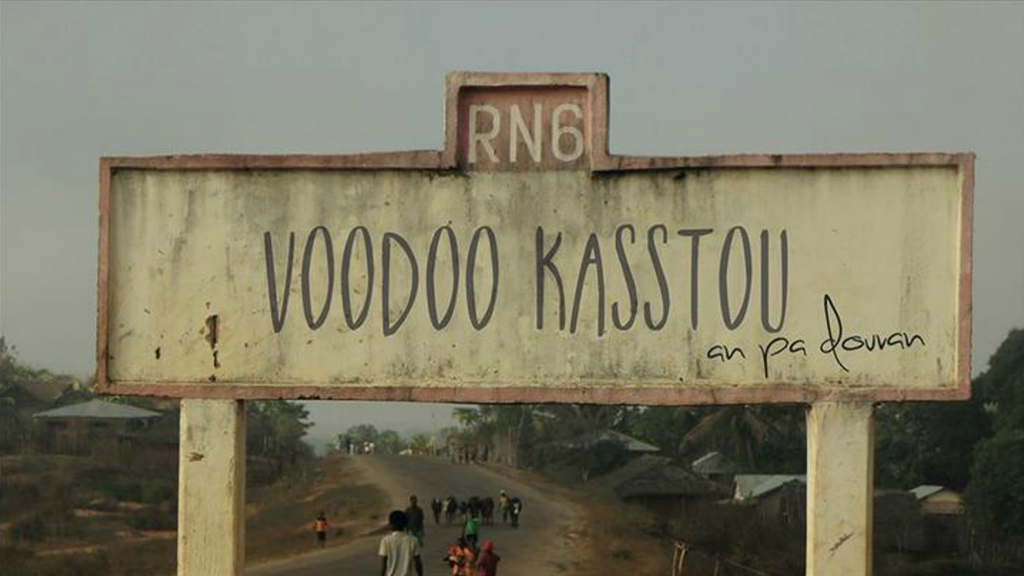 RN6
VOODOO KASSTOU
an pa douvan